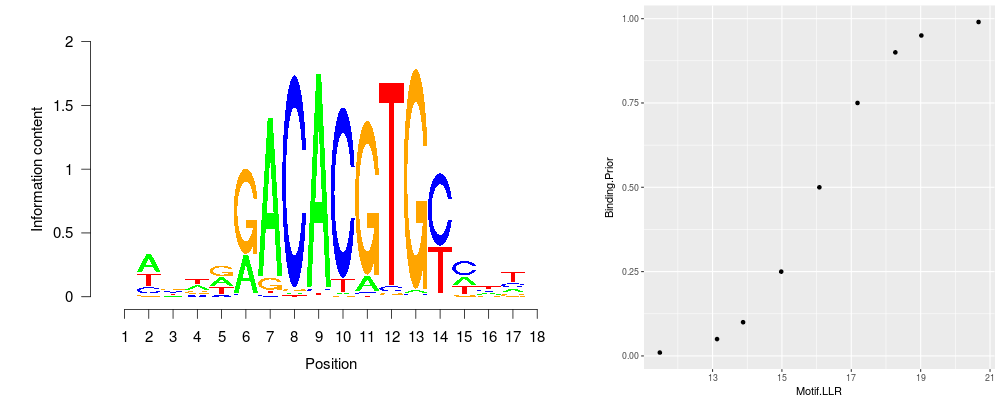 Information content
2
1.5
1
0.5
0
GACACGTGC
A
T
G
A
T
A
G
T
A
T
C
A
T
T
1 2 3 4 5 6 7 8 9 10 11 12 13 14 15 16 17 18
Position
Binding.Prior
1.00
0.75
0.50
0.25
0.00
13 15 17 19 21
Motif.LLR